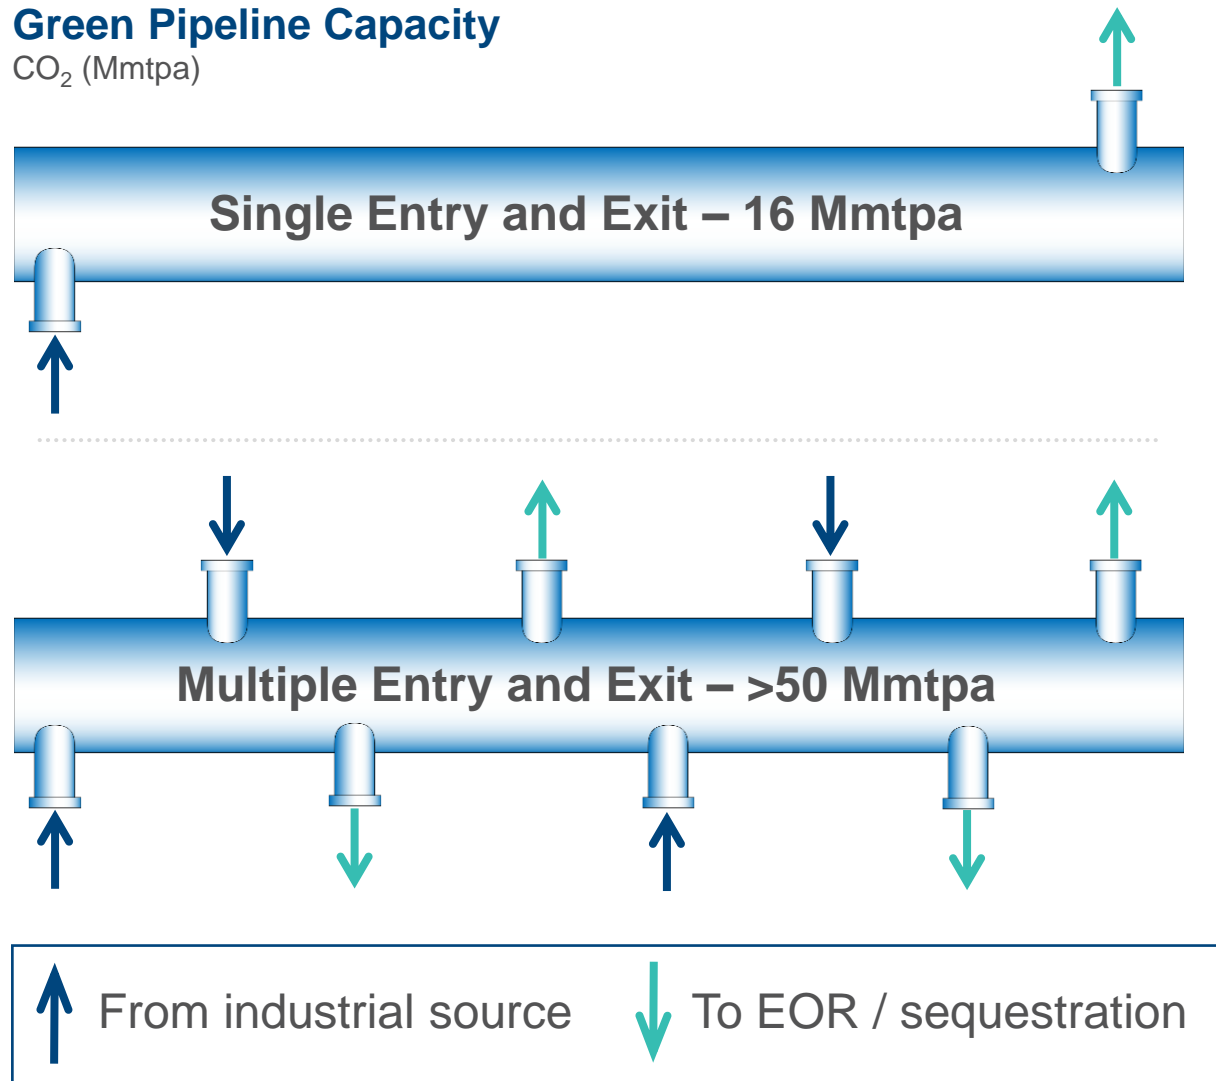 Green Pipeline Capacity
CO₂ (Mmtpa)
Single Entry and Exit – 16 Mmtpa
Multiple Entry and Exit – >50 Mmtpa
From industrial source
To EOR / sequestration